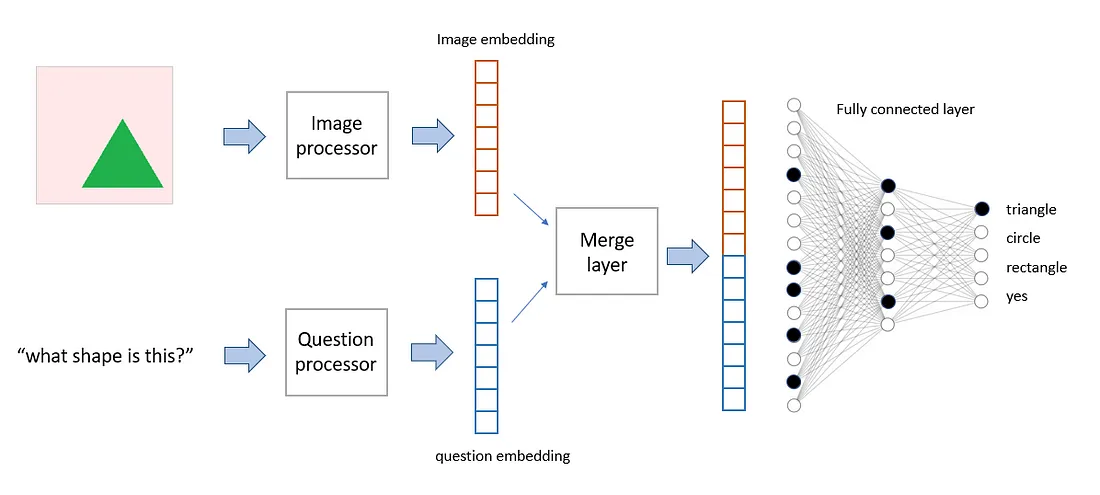 Image embedding
Image
processor
Fully connected layer
Merge
layer
triangle
circle
rectangle
yes
"what shape is this?"
Question
processor
question embedding